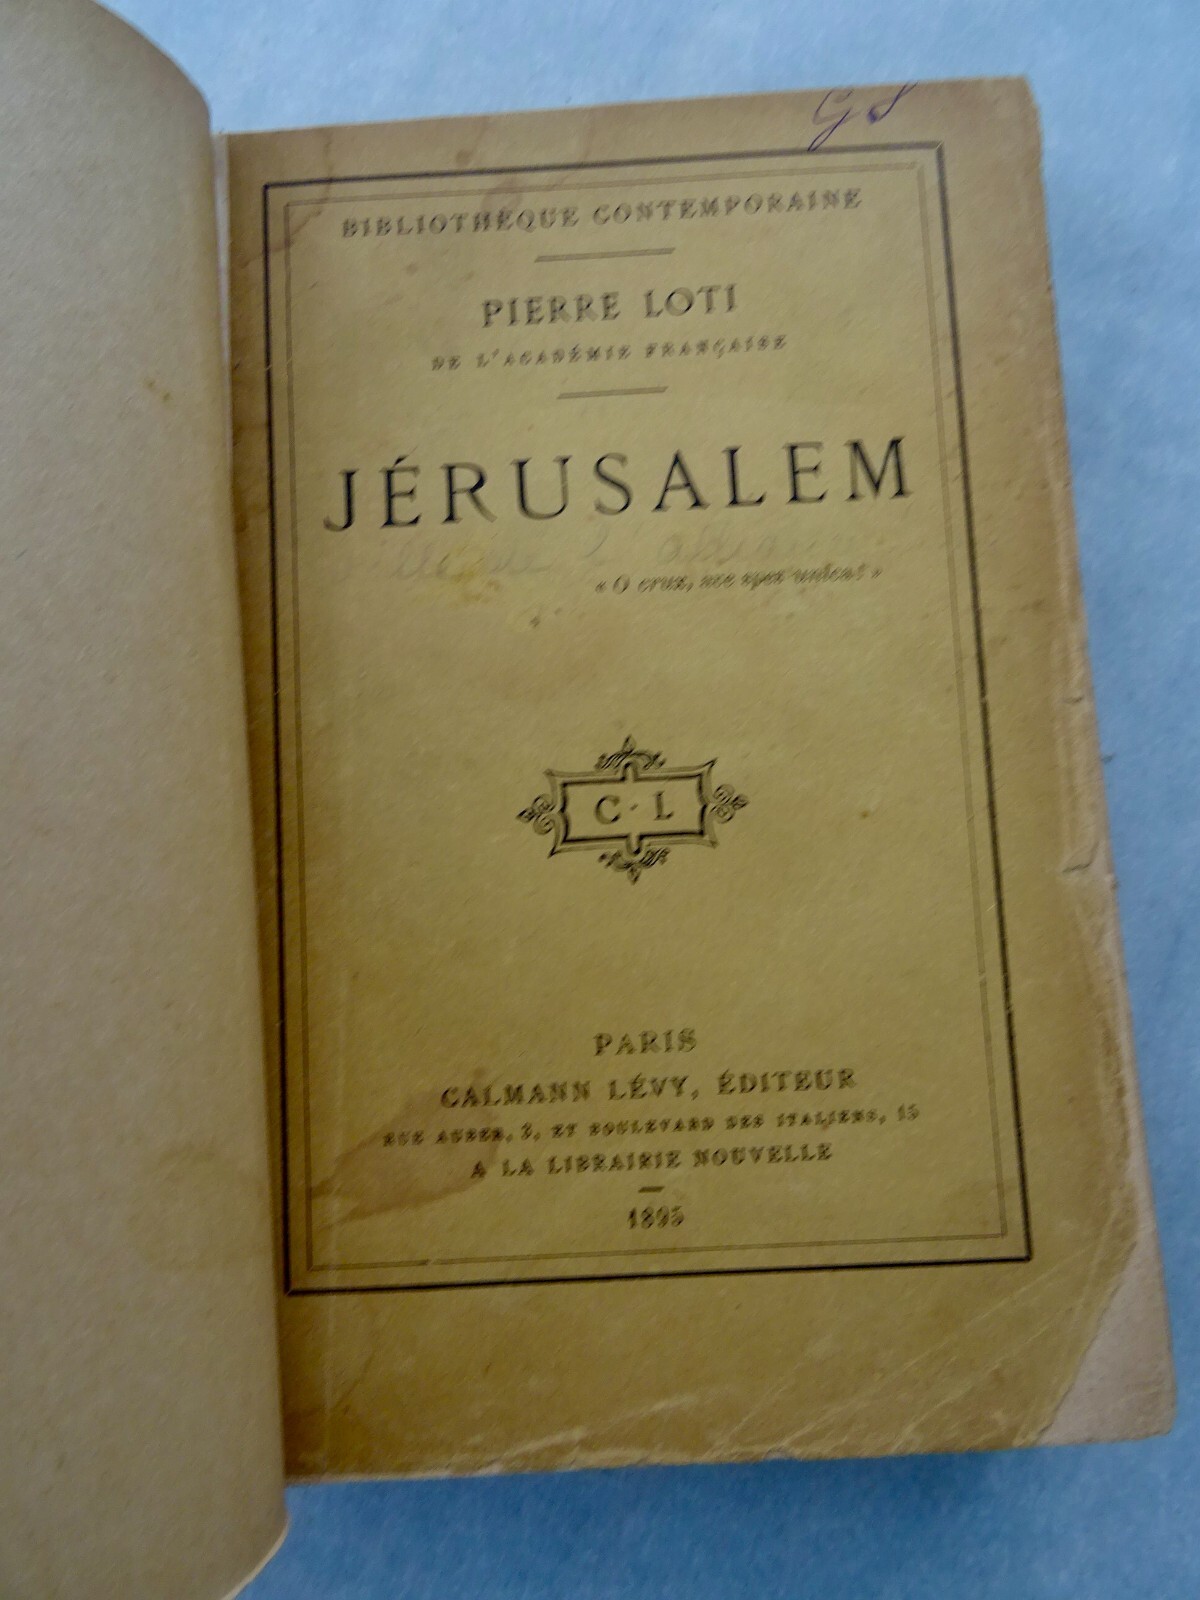 GS
BIBLIOTHÈQUE CONTEMPORAINE
PIERRE LOTI
DE L'ACADÉMIE FRANÇAISE
JÉRUSALEM
« O crux, ave spes unica! »
C · L
PARIS
CALMANN LÉVY, ÉDITEUR
RUE AUBER, 3, ET BOULEVARD DES ITALIENS, 15
A LA LIBRAIRIE NOUVELLE
1895